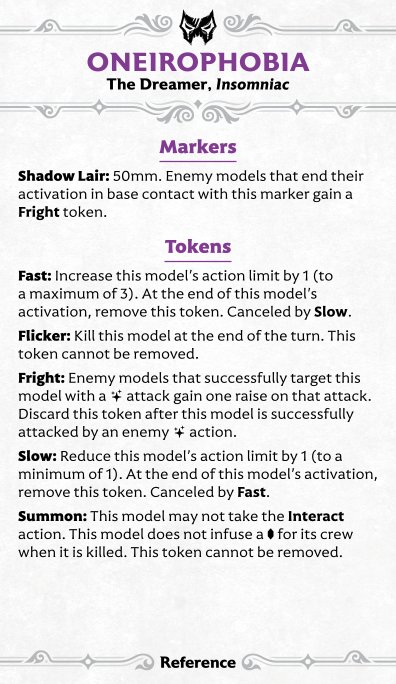 ONEIROPHOBIA
The Dreamer, Insomniac
Markers
Shadow Lair: 50mm. Enemy models that end their
activation in base contact with this marker gain a
Fright token.
Tokens
Fast: Increase this model's action limit by 1 (to
a maximum of 3). At the end of this model's
activation, remove this token. Canceled by Slow.
Flicker: Kill this model at the end of the turn. This
token cannot be removed.
Fright: Enemy models that successfully target this
model with a attack gain one raise on that attack.
Discard this token after this model is successfully
attacked by an enemy action.
Slow: Reduce this model's action limit by 1 (to a
minimum of 1). At the end of this model's activation,
remove this token. Canceled by Fast.
Summon: This model may not take the Interact
action. This model does not infuse a for its crew
when it is killed. This token cannot be removed.
Reference